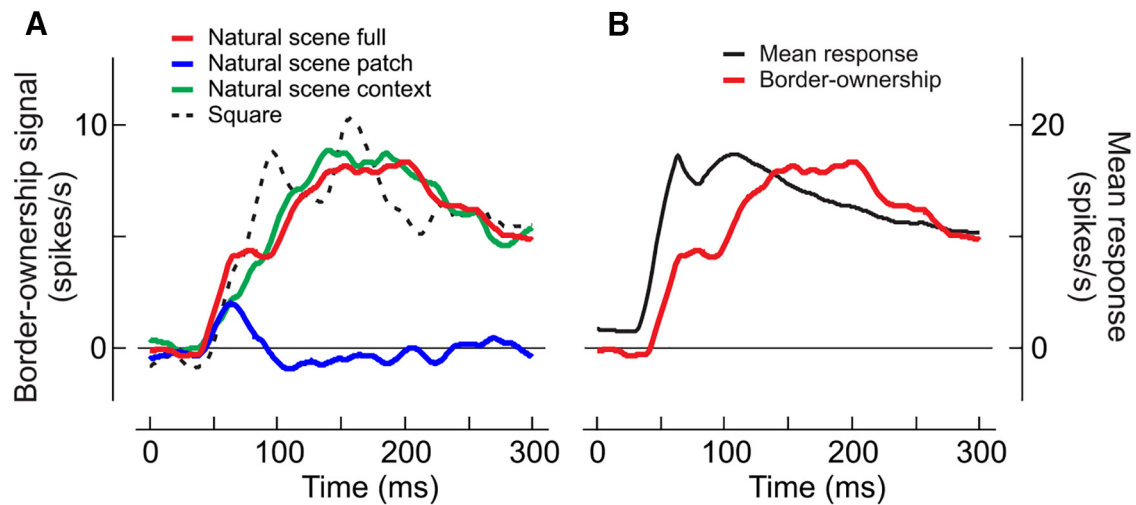 A
Natural scene full
Natural scene patch
Natural scene context
Square
Border-ownership signal
(spikes/s)
10
0
0
100
200
300
Time (ms)
B
Mean response
Border-ownership
20
0
Mean response
(spikes/s)
0
100
200
300
Time (ms)